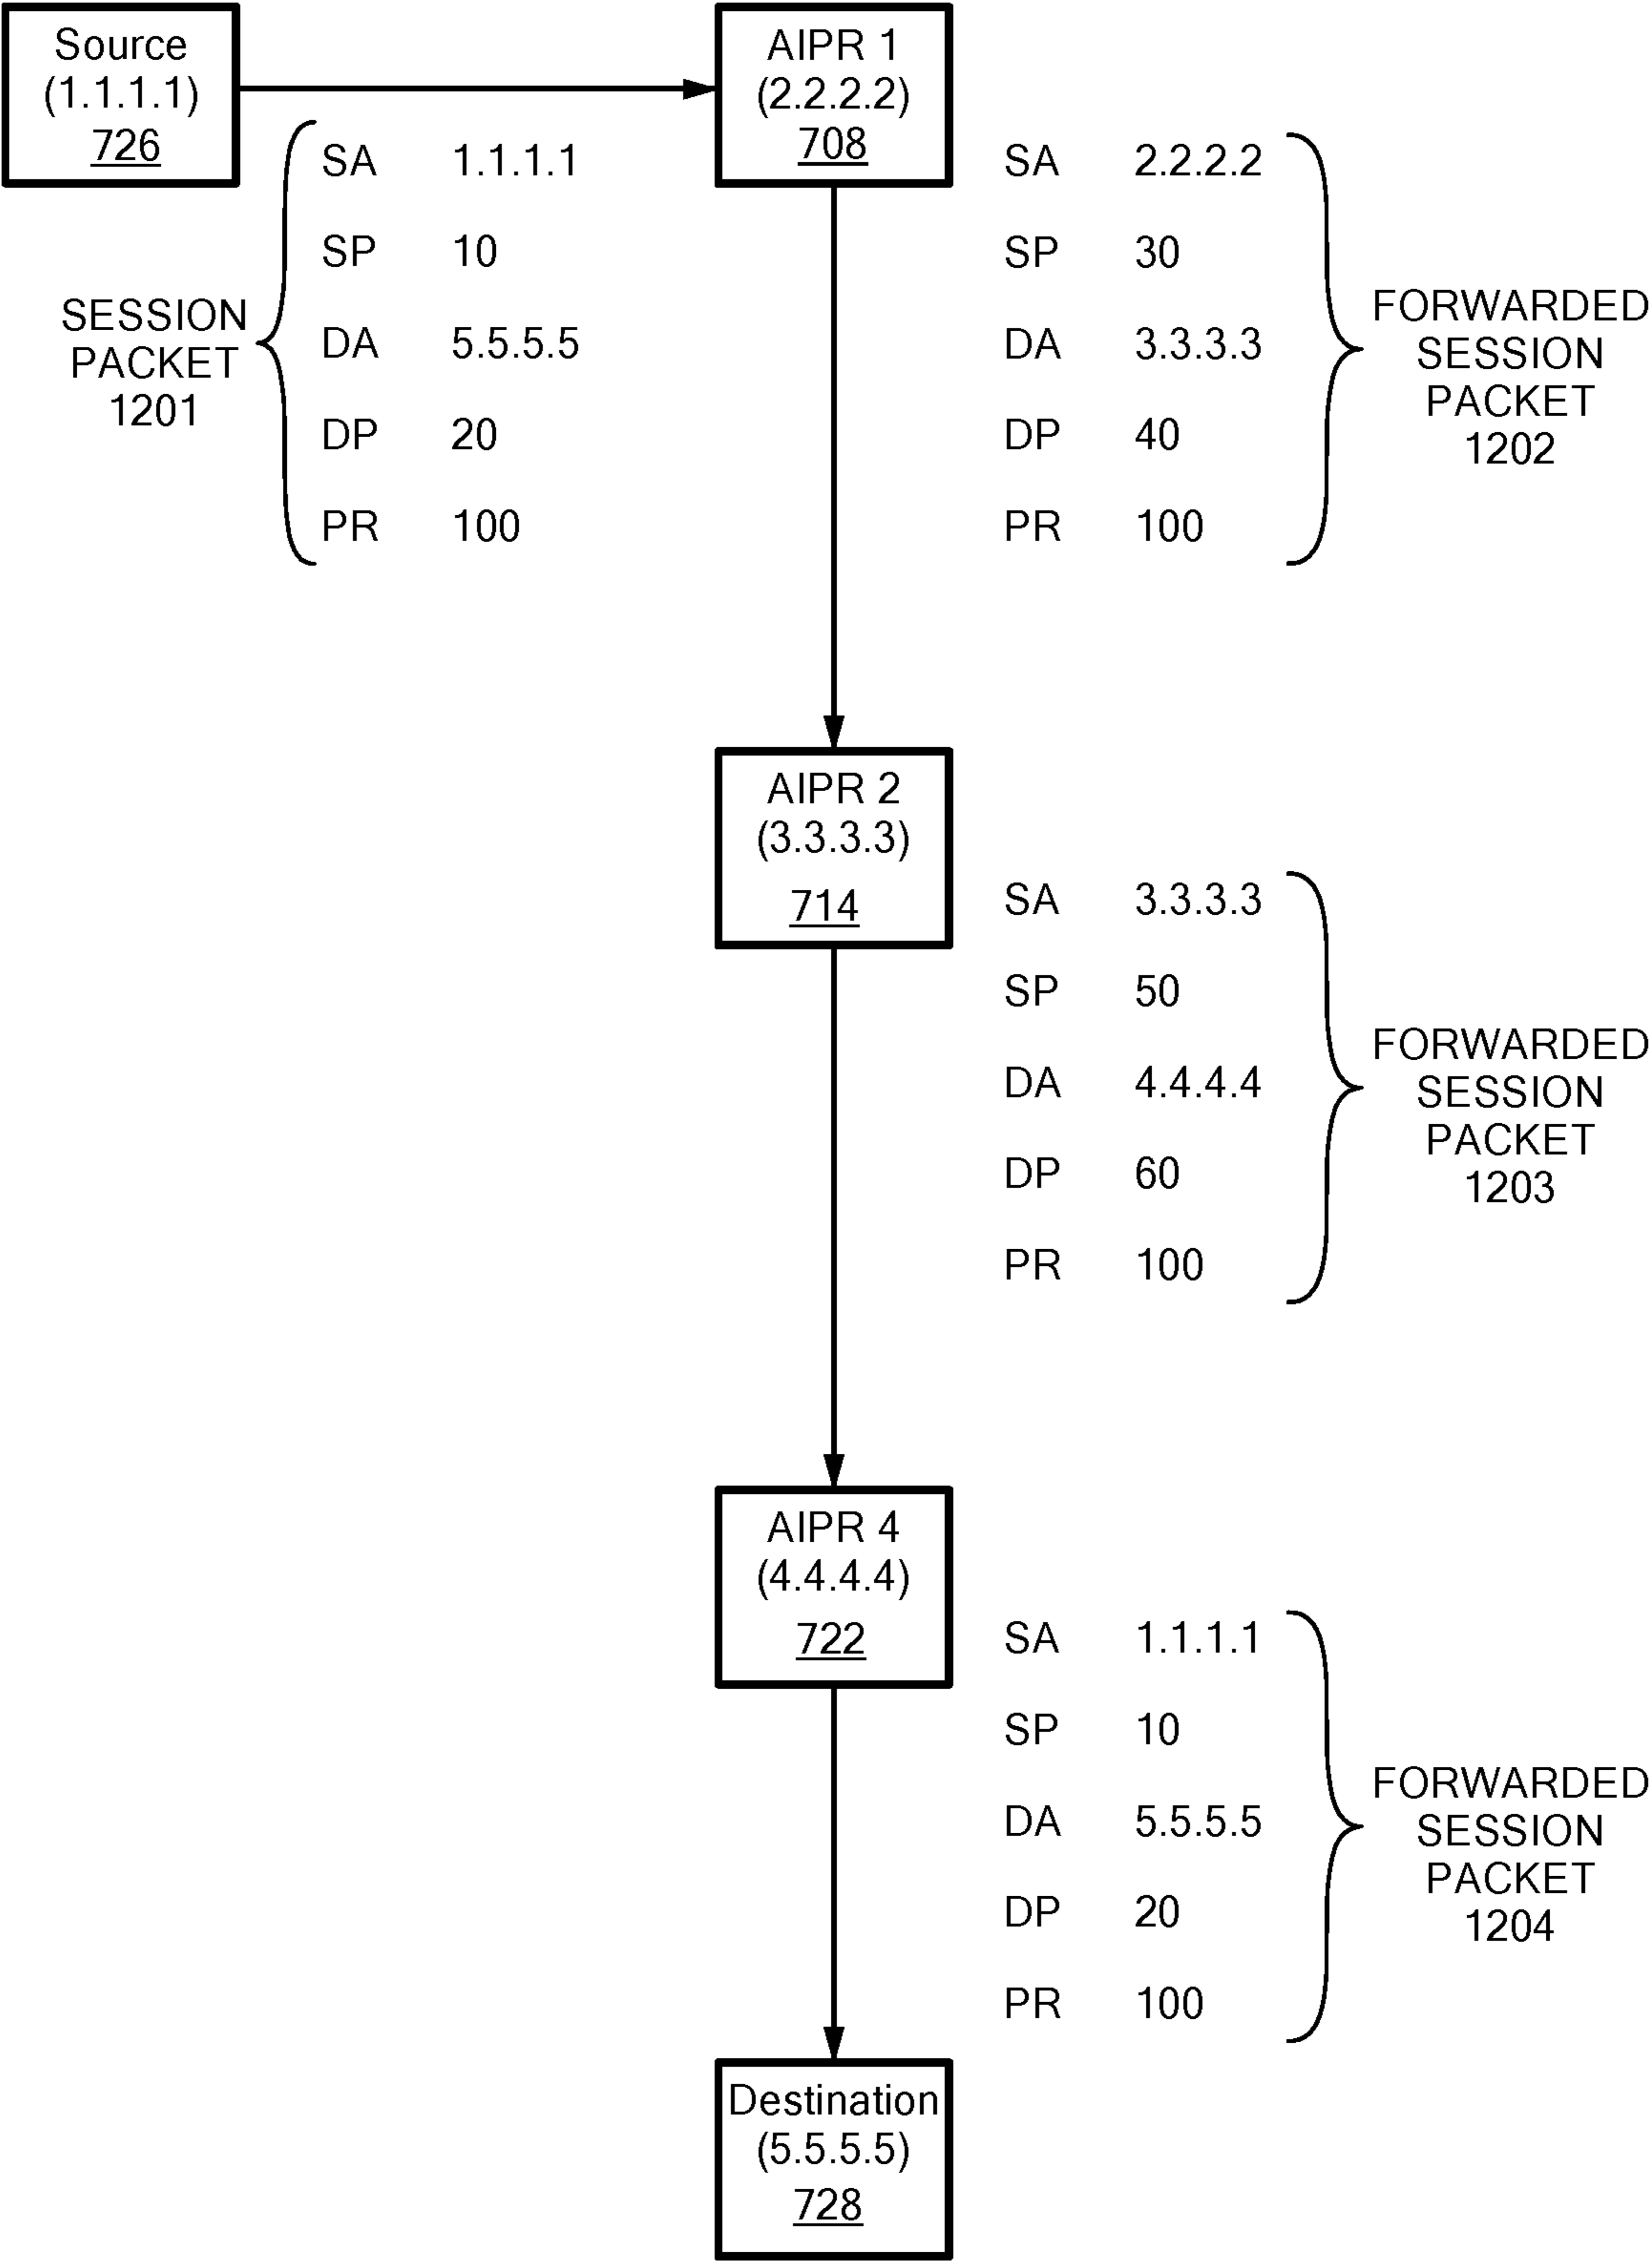 Source
(1.1.1.1)
726
AIPR 1
(2.2.2.2)
708
SESSION
PACKET
1201
SA 1.1.1.1
SP 10
DA 5.5.5.5
DP 20
PR 100
SA 2.2.2.2
SP 30
DA 3.3.3.3
DP 40
PR 100
FORWARDED
SESSION
PACKET
1202
AIPR 2
(3.3.3.3)
714
SA 3.3.3.3
SP 50
DA 4.4.4.4
DP 60
PR 100
FORWARDED
SESSION
PACKET
1203
AIPR 4
(4.4.4.4)
722
SA 1.1.1.1
SP 10
DA 5.5.5.5
DP 20
PR 100
FORWARDED
SESSION
PACKET
1204
Destination
(5.5.5.5)
728